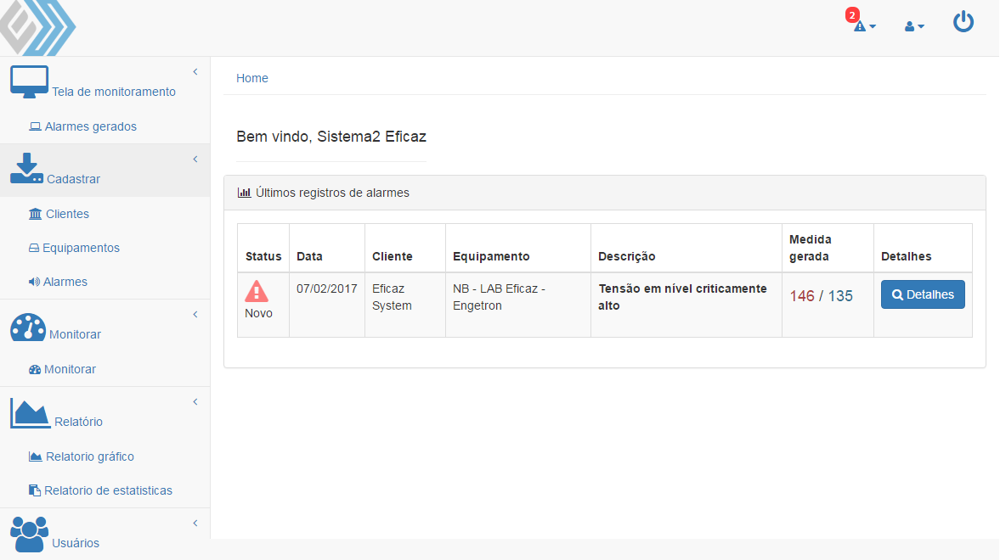 2
Tela de monitoramento
Alarmes gerados
Cadastrar
Clientes
Equipamentos
Alarmes
Monitorar
Monitorar
Relatório
Relatorio gráfico
Relatorio de estatisticas
Usuários
Home
Bem vindo, Sistema2 Eficaz
Últimos registros de alarmes
Status Data Cliente Equipamento Descrição Medida gerada Detalhes
Novo 07/02/2017 Eficaz System NB - LAB Eficaz - Engetron Tensão em nível criticamente alto 146 / 135 Detalhes